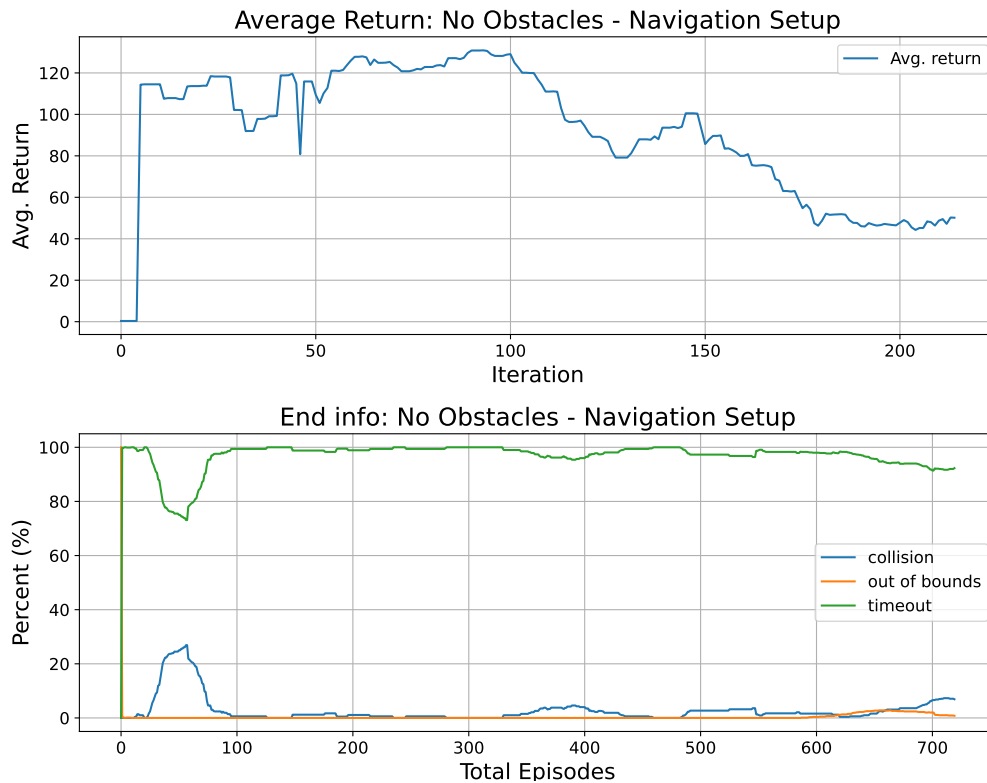 Average Return: No Obstacles - Navigation Setup
120
100
80
60
40
20
0
Avg. Return
Avg. return
0 50 100 150 200
Iteration
End info: No Obstacles - Navigation Setup
100
80
60
40
20
0
Percent (%)
collision
out of bounds
timeout
0 100 200 300 400 500 600 700
Total Episodes